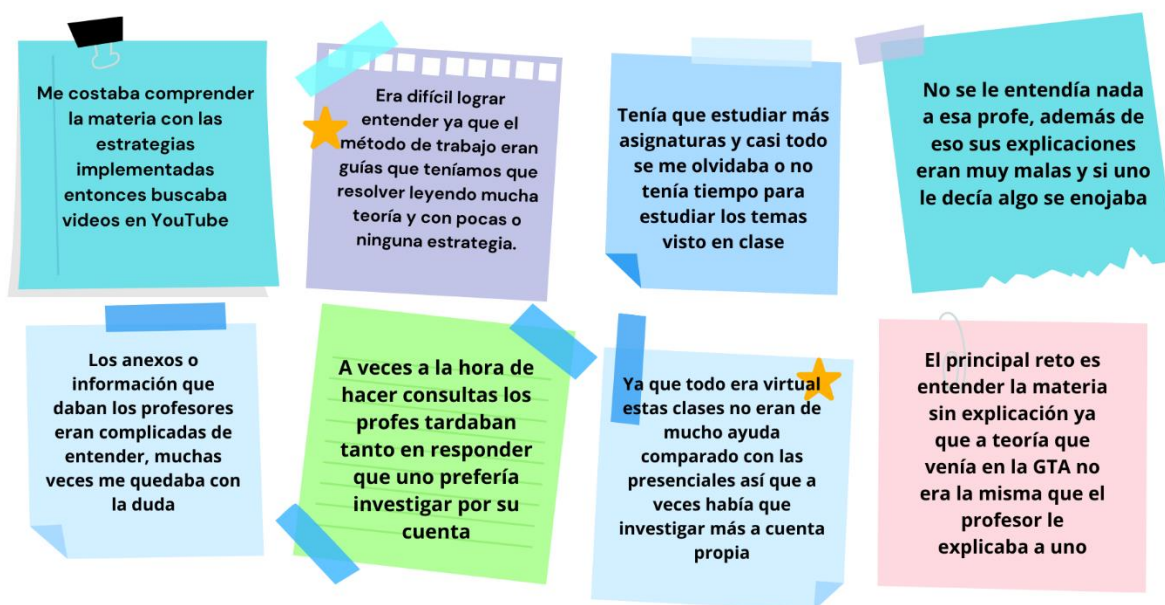 Me costaba comprender
la materia con las
estrategias
implementadas
entonces buscaba
videos en YouTube
Era difícil lograr
entender ya que el
método de trabajo eran
guías que teníamos que
resolver leyendo mucha
teoría y con pocas o
ninguna estrategia.
Tenía que estudiar más
asignaturas y casi todo
se me olvidaba o no
tenía tiempo para
estudiar los temas
visto en clase
No se le entendía nada
a esa profe, además de
eso sus explicaciones
eran muy malas y si uno
le decía algo se enojaba
Los anexos o
información que
daban los profesores
eran complicadas de
entender, muchas
veces me quedaba con
la duda
A veces a la hora de
hacer consultas los
profes tardaban
tanto en responder
que uno prefería
investigar por su
cuenta
Ya que todo era virtual
estas clases no eran de
mucho ayuda
comparado con las
presenciales así que a
veces había que
investigar más a cuenta
propia
El principal reto es
entender la materia
sin explicación ya
que a teoría que
venía en la GTA no
era la misma que el
profesor le
explicaba a uno